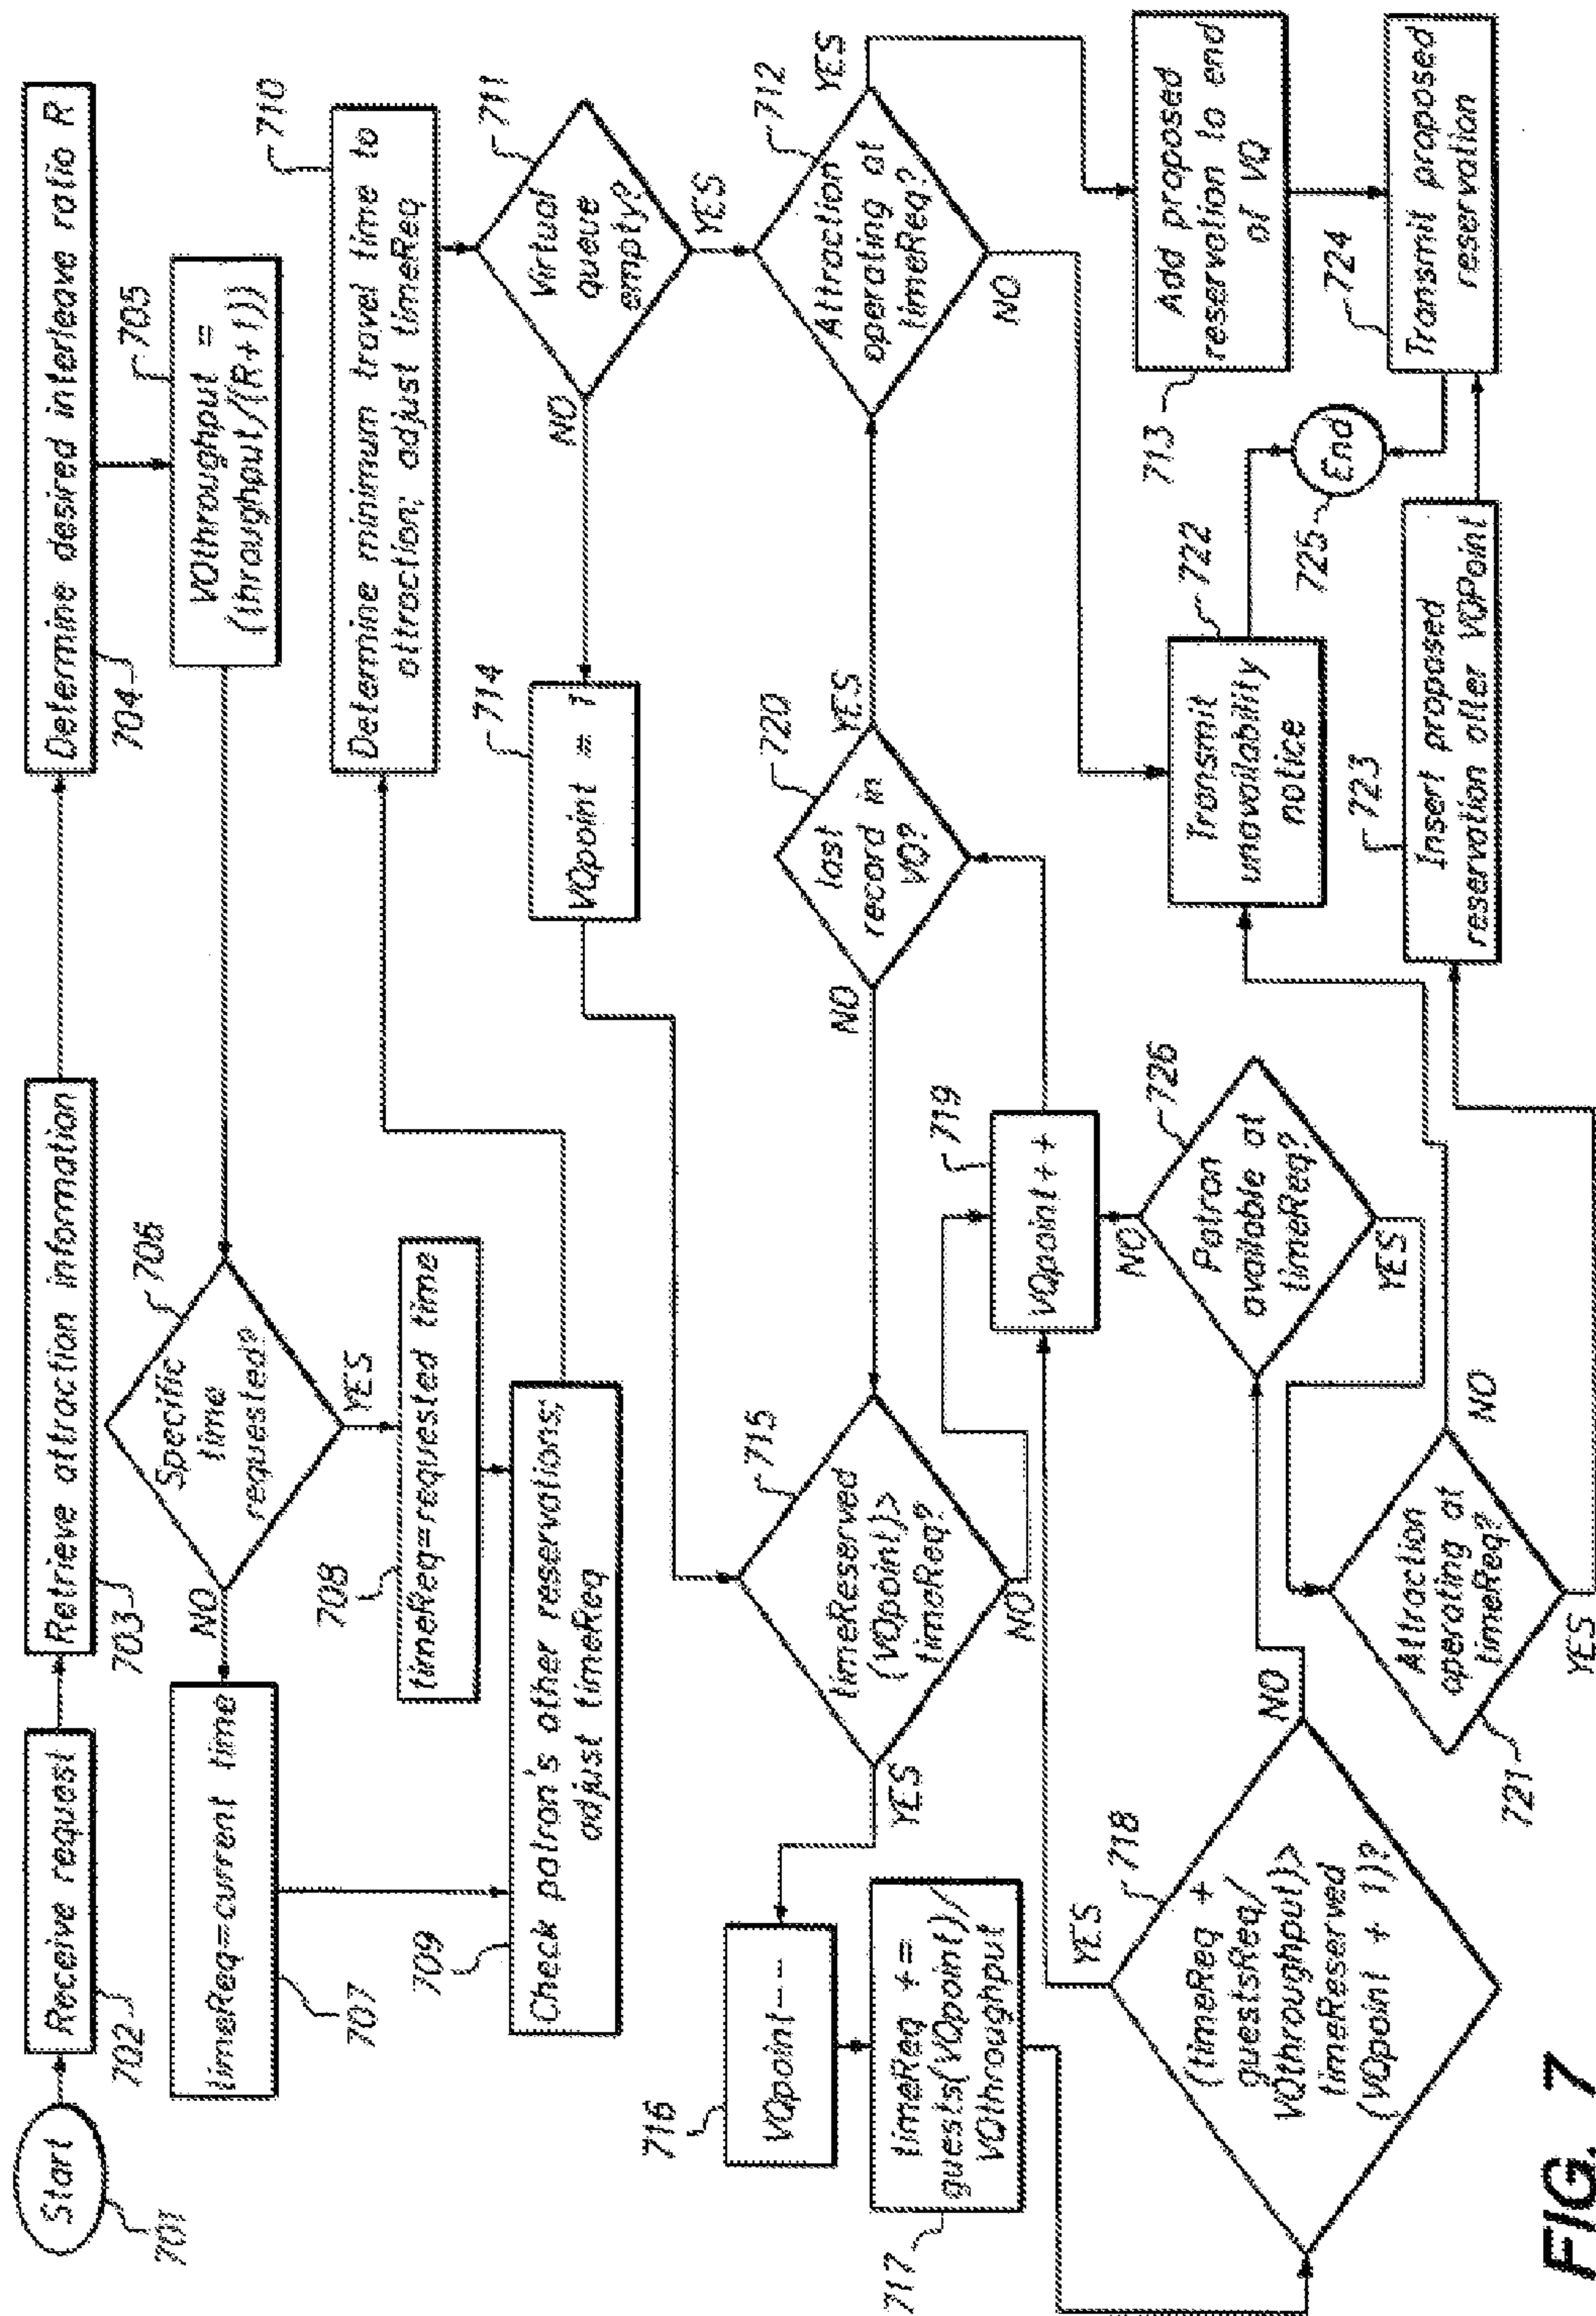 Start
701
Receive request
702
Retrieve attraction information
703
Determine desired interleave ratio R
704
VQthroughput =
(throughput/(R+1))
705
Specific
time
requested?
706
NO
YES
timeReq=current time
707
timeReq=requested time
708
Check patron's other reservations;
adjust timeReq
709
Determine minimum travel time to
attraction; adjust timeReq
710
Virtual
queue
empty?
711
NO
YES
Attraction
operating at
timeReq?
712
YES
NO
Add proposed
reservation to end
of VQ
713
VQpoint = 1
714
timeReserved
(VQpoint)>
timeReq?
715
YES
NO
VQpoint--
716
timeReq +=
guests(VQpoint)/
VQthroughput
717
(timeReq +
guestsReq/
VQthroughput)>
timeReserved
(VQpoint + 1)?
718
YES
NO
VQpoint++
719
last
record in
VQ?
720
YES
NO
Patron
available at
timeReq?
726
NO
YES
Attraction
operating at
timeReq?
721
NO
YES
Transmit
unavailability
notice
722
Insert proposed
reservation after VQPoint
723
Transmit proposed
reservation
724
End
725
FIG. 7